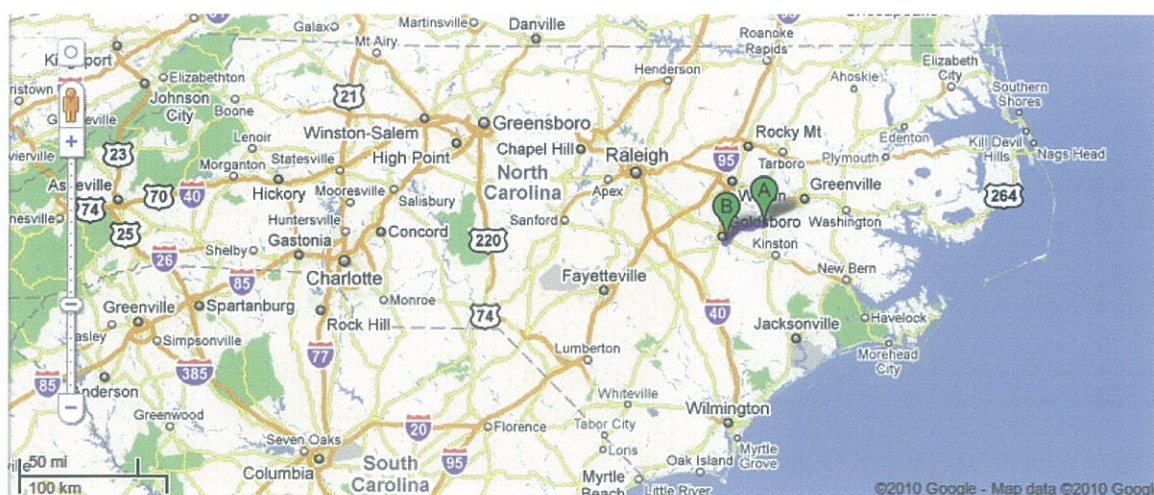 Galax
Martinsville
Danville
85
Roanoke
Rapids
Mt Airy
Elizabethton
Henderson
Ahoskie
Elizabeth
City
Southern
Shores
Johnson
City
Boone
21
Greensboro
Rocky Mt
Edenton
Kill Devil
Hills
Nags Head
23
Lenoir
Winston-Salem
Chapel Hill
Raleigh
95
Tarboro
Plymouth
Morganton
Statesville
High Point
North
Carolina
A
74
70
40
Hickory
Mooresville
Salisbury
Apex
Greenville
264
25
Huntersville
Sanford
B
Goldsboro
Washington
Shelby
Gastonia
Concord
220
Kinston
26
85
Charlotte
Fayetteville
New Bern
Greenville
Spartanburg
Monroe
74
40
Havelock
Simpsonville
Rock Hill
Jacksonville
Morehead
City
77
Lumberton
85
385
Anderson
Whiteville
Wilmington
Greenwood
20
Florence
Tabor City
Myrtle
Grove
50 mi
Seven Oaks
Loris
100 km
Columbia
South
Carolina
95
Oak Island
Myrtle
Beach
Little River
©2010 Google - Map data ©2010 Google